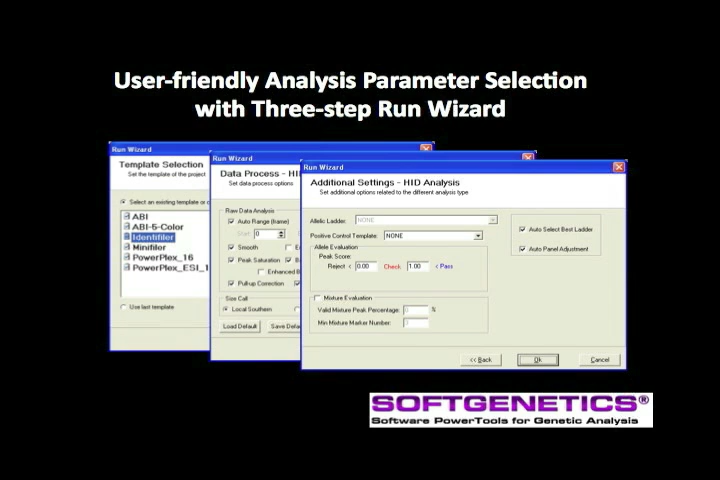 User-friendly Analysis Parameter Selection
with Three-step Run Wizard
Run Wizard
Template Selection
Set the template of the project
Select an existing template or
ABI
ABI-5-Color
Identifiler
Minifiler
PowerPlex_16
PowerPlex_ESI_1
Use last template
Run Wizard
Data Process - HI
Set data process options
Raw Data Analysis
Auto Range (frame)
Start: 0
Smooth
Peak Saturation
Enhanced B
Pull-up Correction
Size Call
Local Southern
Load Default
Save Defa
Run Wizard
Additional Settings - HID Analysis
Set additional options related to the different analysis type
Allelic Ladder: NONE
Positive Control Template: NONE
Allele Evaluation
Peak Score:
Reject < 0.00 Check 1.00 < Pass
Mixture Evaluation
Valid Mixture Peak Percentage: %
Min Mixture Marker Number:
Auto Select Best Ladder
Auto Panel Adjustment
<< Back
Ok
Cancel
SOFTGENETICS®
Software PowerTools for Genetic Analysis